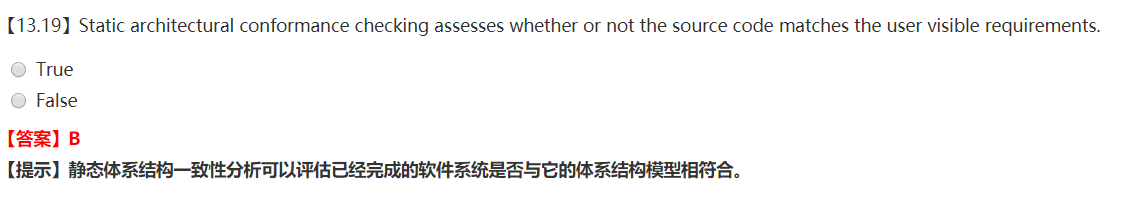 【13.19】Static architectural conformance checking assesses whether or not the source code matches the user visible requirements.
True
False
【答案】B
【提示】静态体系结构一致性分析可以评估已经完成的软件系统是否与它的体系结构模型相符合。